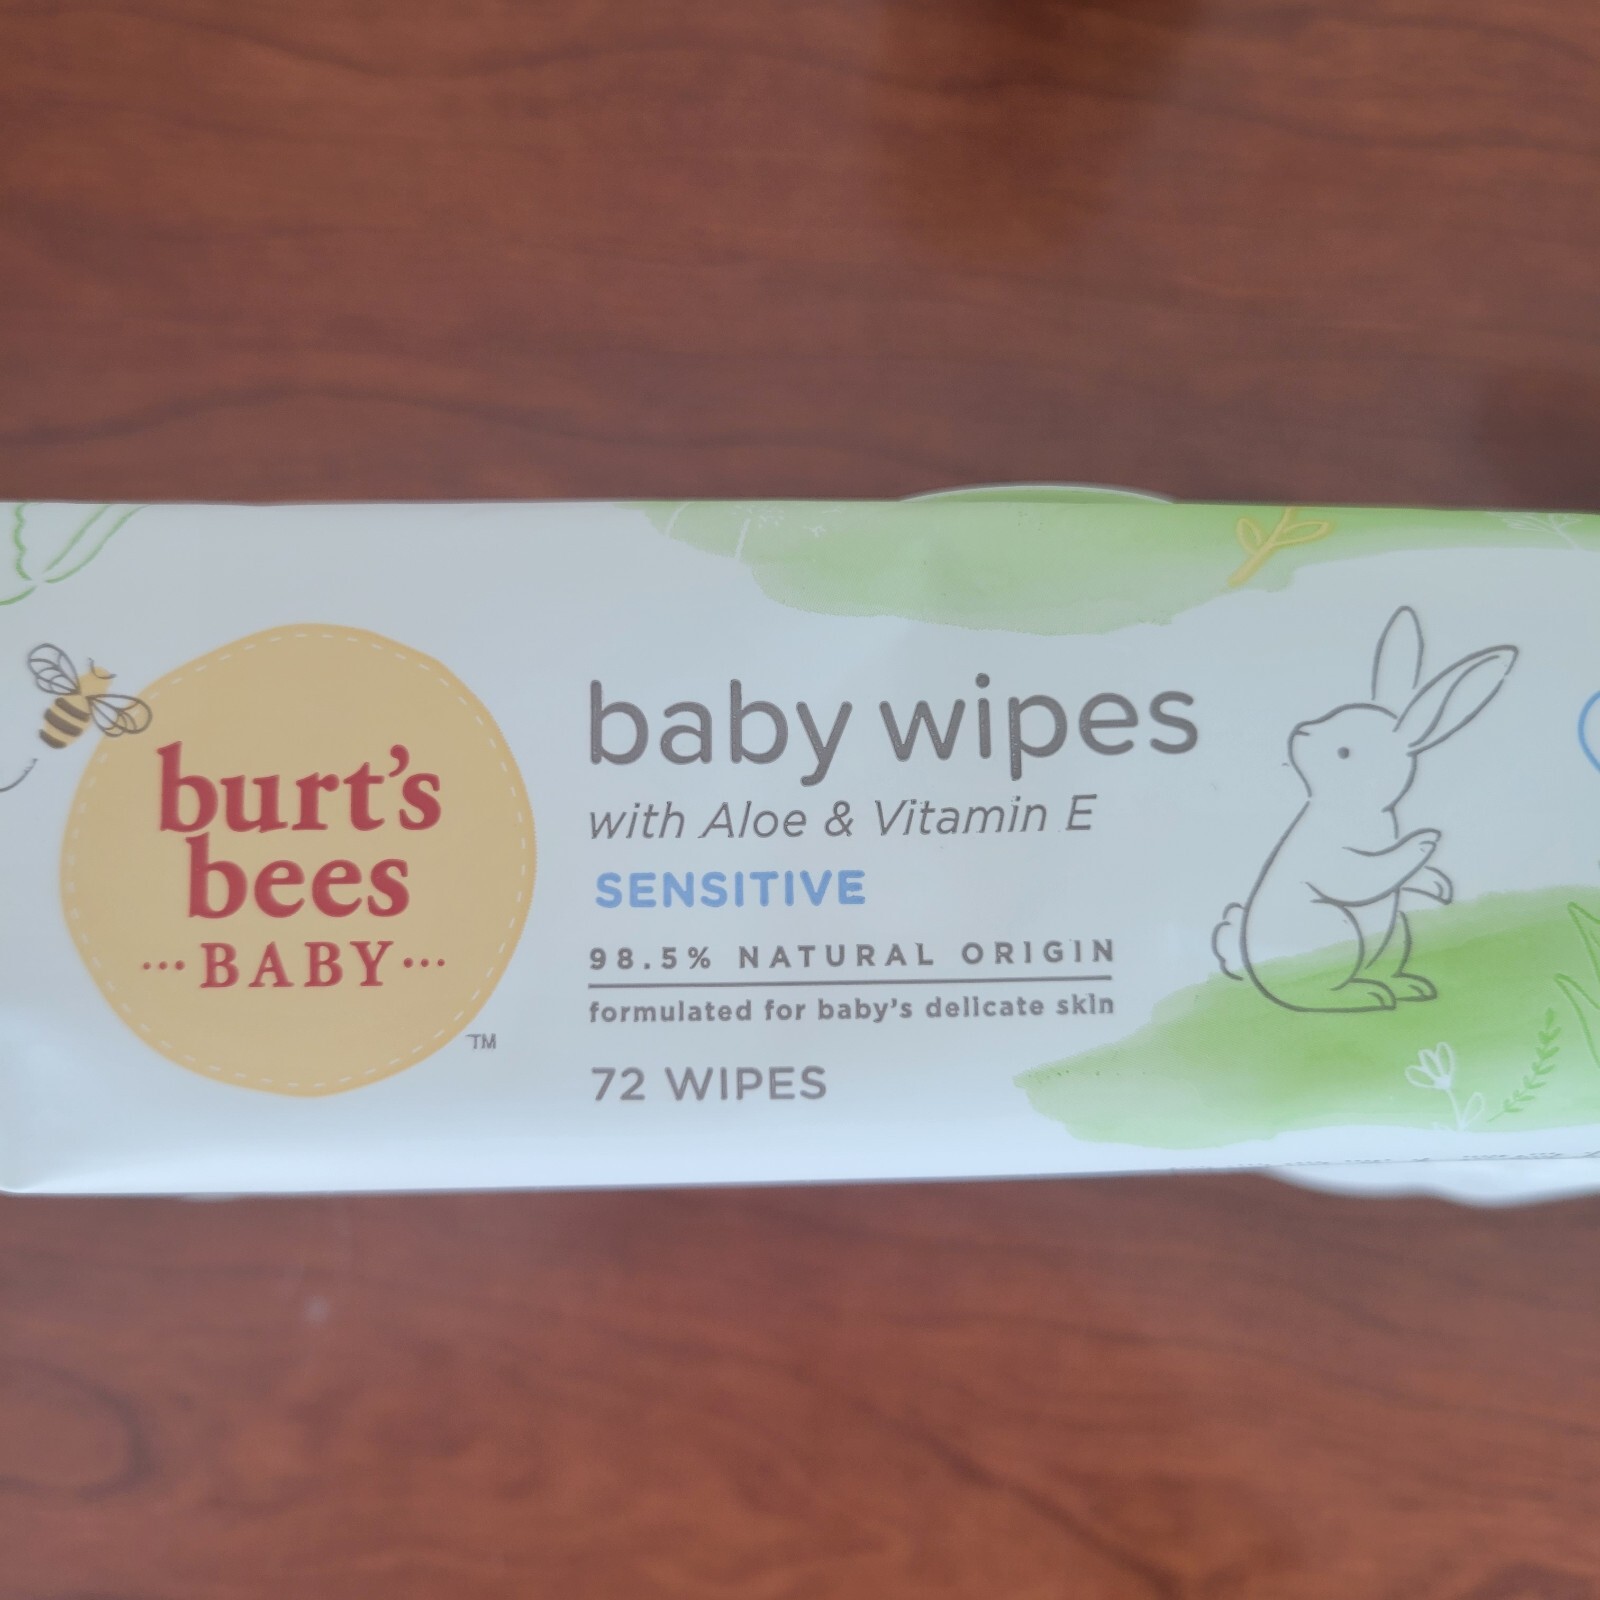 burt's
bees
···BABY···
TM
baby wipes
with Aloe & Vitamin E
SENSITIVE
98.5% NATURAL ORIGIN
formulated for baby's delicate skin
72 WIPES